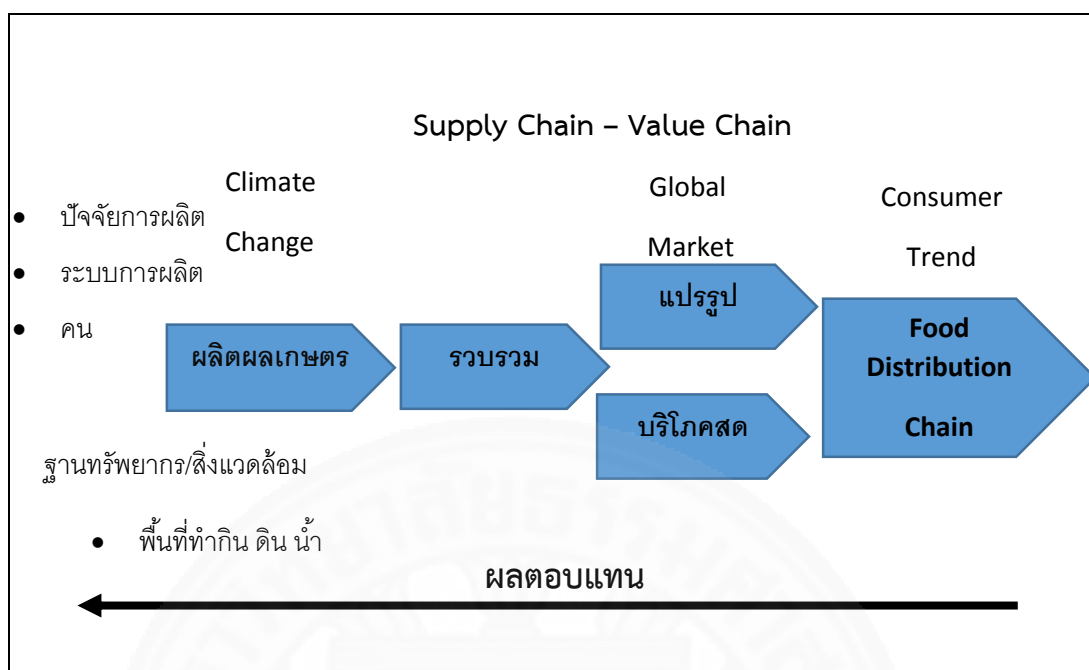 Supply Chain – Value Chain
Climate
Change
Global
Market
Consumer
Trend
• ปัจจัยการผลิต
• ระบบการผลิต
• คน
ผลิตผลเกษตร
รวบรวม
แปรรูป
บริโภคสด
Food
Distribution
Chain
ฐานทรัพยากร/สิ่งแวดล้อม
• พื้นที่ทำกิน ดิน น้ำ
ผลตอบแทน